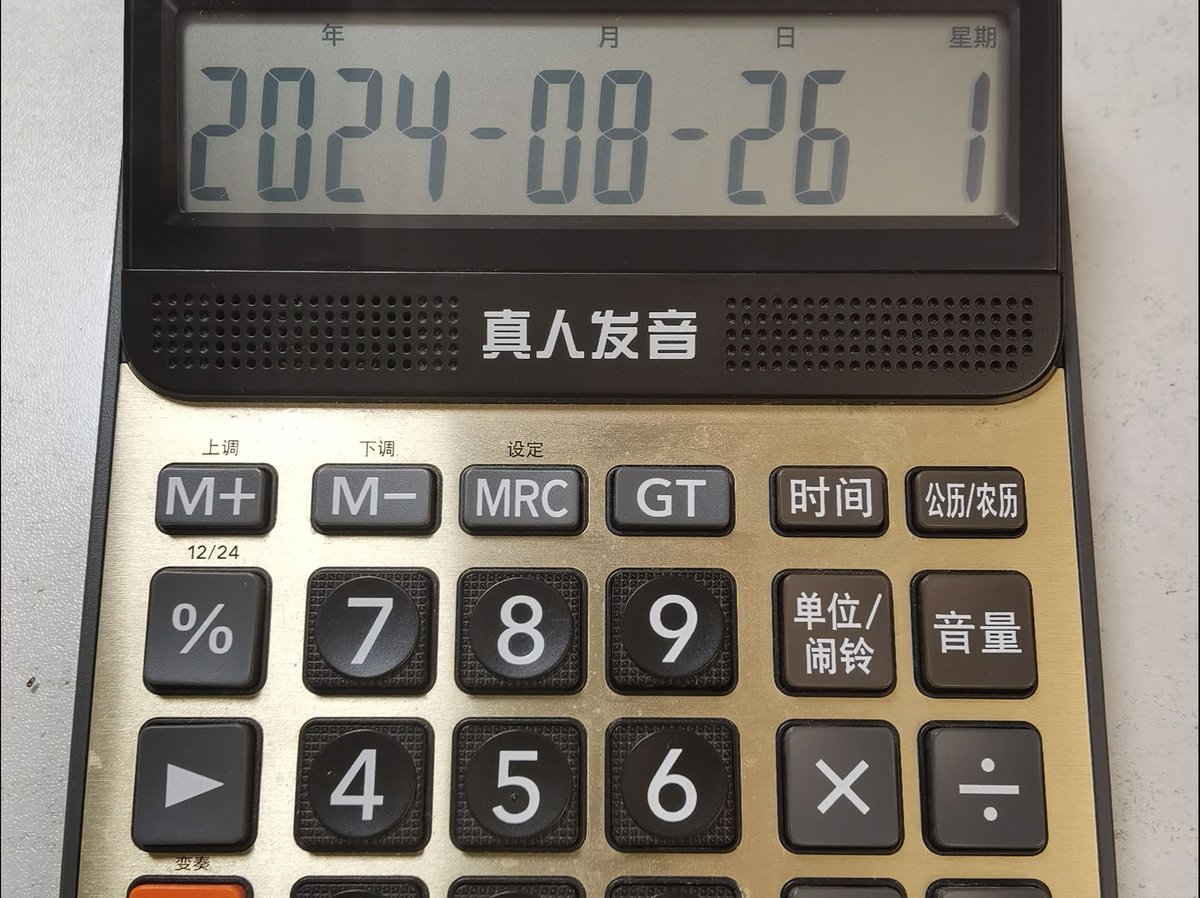 年 月 日 星期
2024-08-26 1
真人发音
上调 下调 设定
M+ M− MRC GT 时间 公历/农历
12/24
% 7 8 9 单位/闹铃 音量
▶ 4 5 6 × ÷
变奏